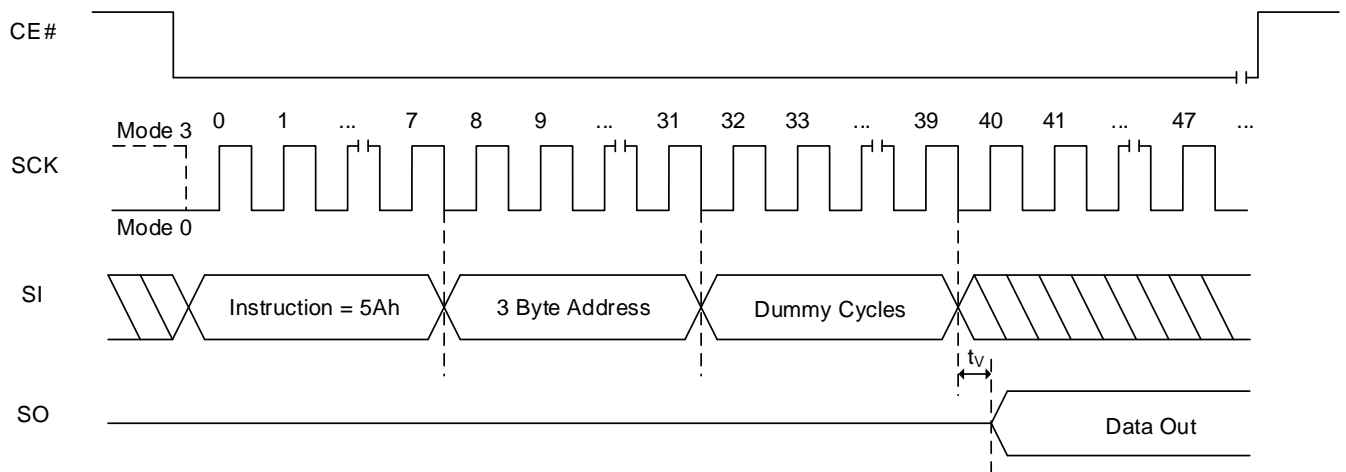 CE#
Mode 3 0 1 ... 7 8 9 ... 31 32 33 ... 39 40 41 ... 47 ...
SCK
Mode 0
SI Instruction = 5Ah 3 Byte Address Dummy Cycles
tV
SO Data Out